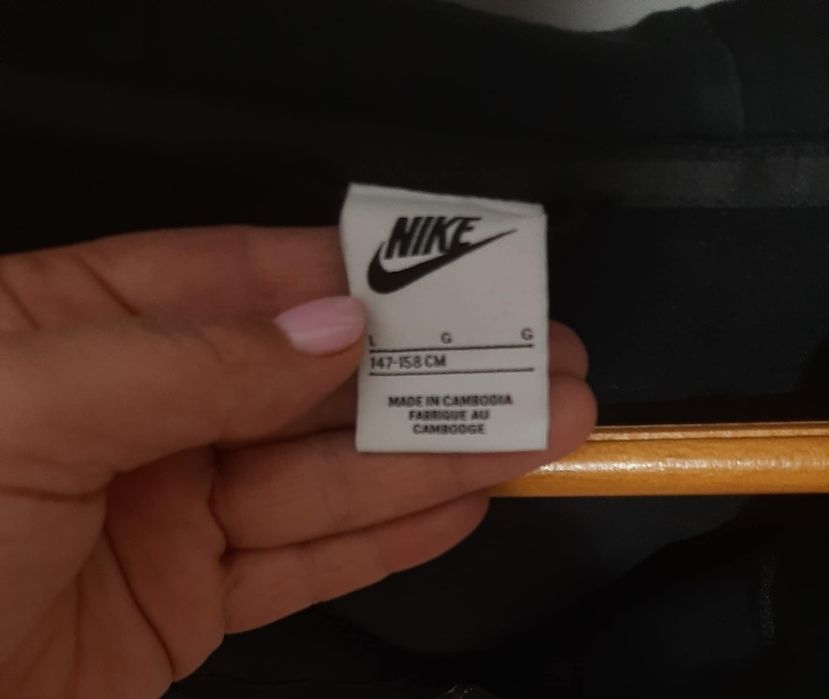 NIKE
L G G
147-158 CM
MADE IN CAMBODIA
FABRIQUE AU
CAMBODGE